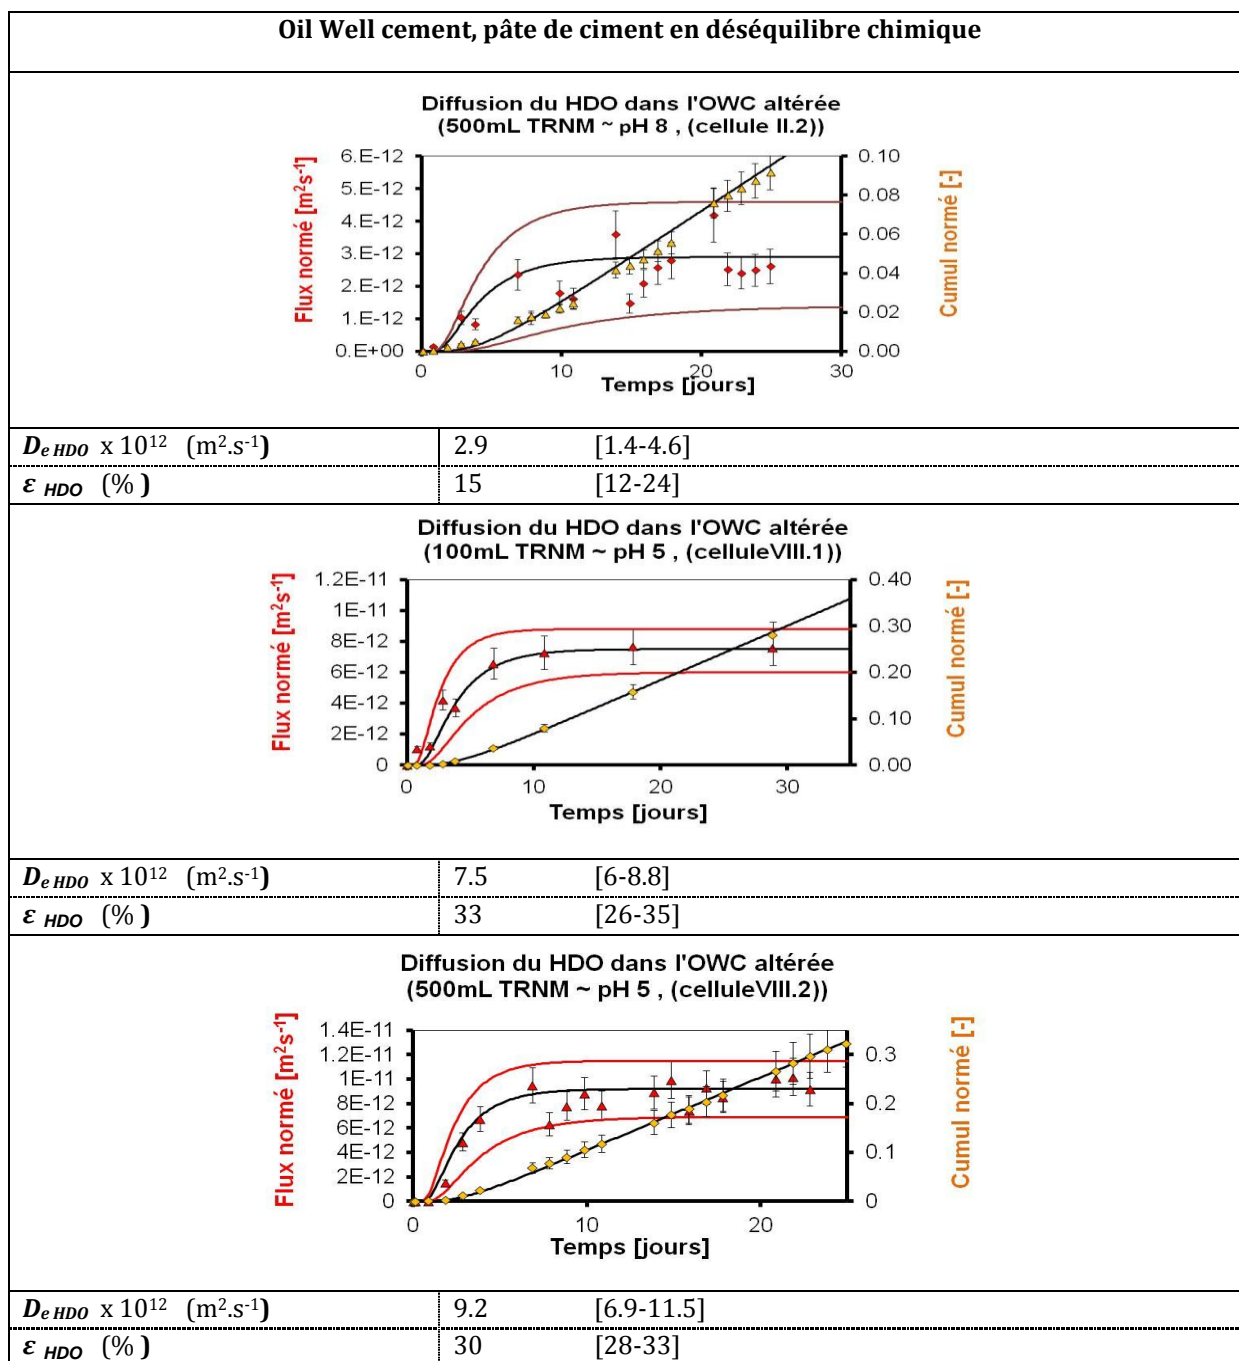 Oil Well cement, pâte de ciment en déséquilibre chimique
Diffusion du HDO dans l'OWC altérée
(500mL TRNM ~ pH 8 , (cellule II.2))
Flux normé [m²s⁻¹]
6.E-12
5.E-12
4.E-12
3.E-12
2.E-12
1.E-12
0.E+00
0.10
0.08
0.06
0.04
0.02
0.00
Cumul normé [-]
0 10 20 30
Temps [jours]
De HDO x 10¹² (m².s⁻¹) 2.9 [1.4-4.6]
ε HDO (% ) 15 [12-24]
Diffusion du HDO dans l'OWC altérée
(100mL TRNM ~ pH 5 , (celluleVIII.1))
Flux normé [m²s⁻¹]
1.2E-11
1E-11
8E-12
6E-12
4E-12
2E-12
0
0.40
0.30
0.20
0.10
0.00
Cumul normé [-]
0 10 20 30
Temps [jours]
De HDO x 10¹² (m².s⁻¹) 7.5 [6-8.8]
ε HDO (% ) 33 [26-35]
Diffusion du HDO dans l'OWC altérée
(500mL TRNM ~ pH 5 , (celluleVIII.2))
Flux normé [m²s⁻¹]
1.4E-11
1.2E-11
1E-11
8E-12
6E-12
4E-12
2E-12
0
0.3
0.2
0.1
0
Cumul normé [-]
0 10 20
Temps [jours]
De HDO x 10¹² (m².s⁻¹) 9.2 [6.9-11.5]
ε HDO (% ) 30 [28-33]